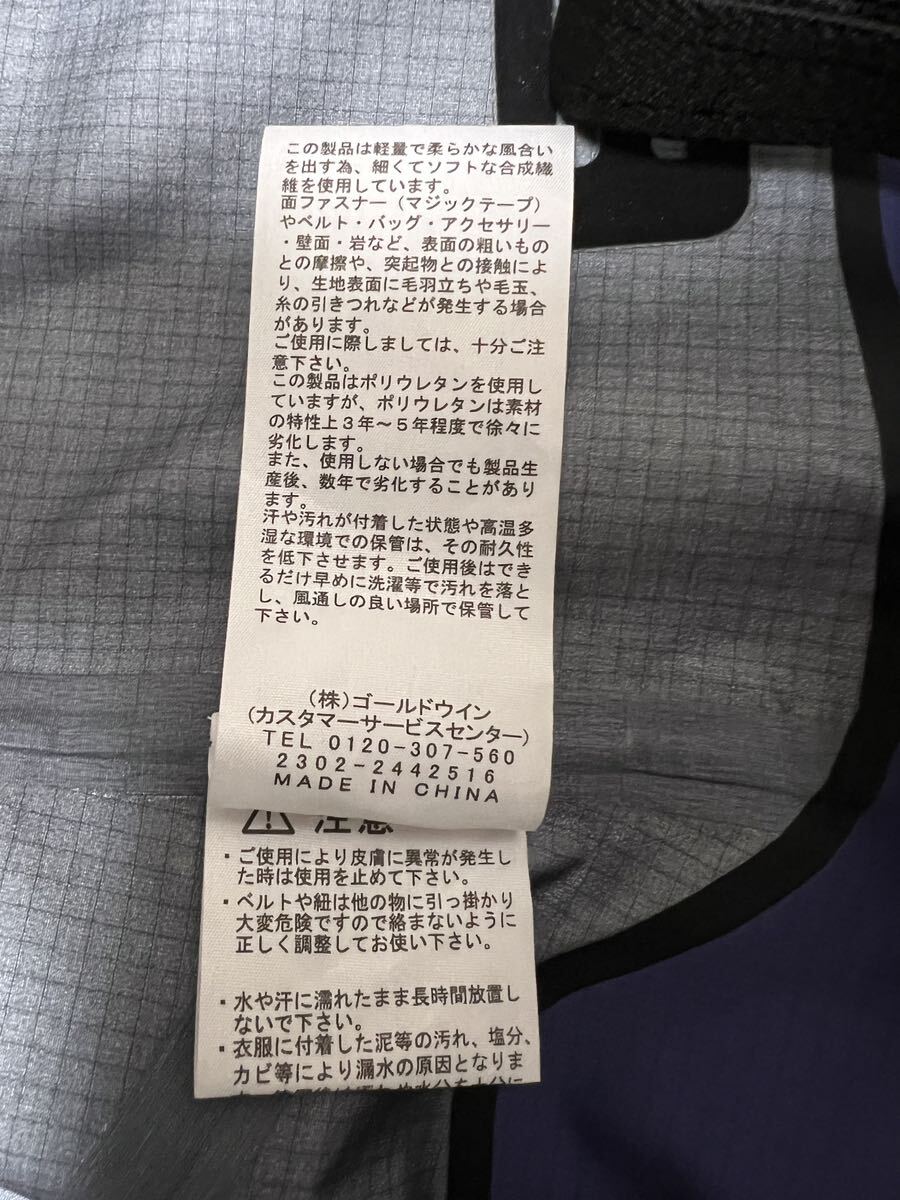 この製品は軽量で柔らかな風合い
を出す為、細くてソフトな合成繊
維を使用しています。
面ファスナー（マジックテープ）
やベルト・バッグ・アクセサリー
・壁面・岩など、表面の粗いもの
との摩擦や、突起物との接触によ
り、生地表面に毛羽立ちや毛玉、
糸の引きつれなどが発生する場合
があります。
ご使用に際しましては、十分ご注
意下さい。
この製品はポリウレタンを使用し
ていますが、ポリウレタンは素材
の特性上３年～５年程度で徐々に
劣化します。
また、使用しない場合でも製品生
産後、数年で劣化することがあり
ます。
汗や汚れが付着した状態や高温多
湿な環境での保管は、その耐久性
を低下させます。ご使用後はでき
るだけ早めに洗濯等で汚れを落と
し、風通しの良い場所で保管して
下さい。
（株）ゴールドウイン
（カスタマーサービスセンター）
TEL 0120-307-560
2302-2442516
MADE IN CHINA
注意
・ご使用により皮膚に異常が発生し
た時は使用を止めて下さい。
・ベルトや紐は他の物に引っ掛かり
大変危険ですので絡まないように
正しく調整してお使い下さい。
・水や汗に濡れたまま長時間放置し
ないで下さい。
・衣服に付着した泥等の汚れ、塩分、
カビ等により漏水の原因となりま